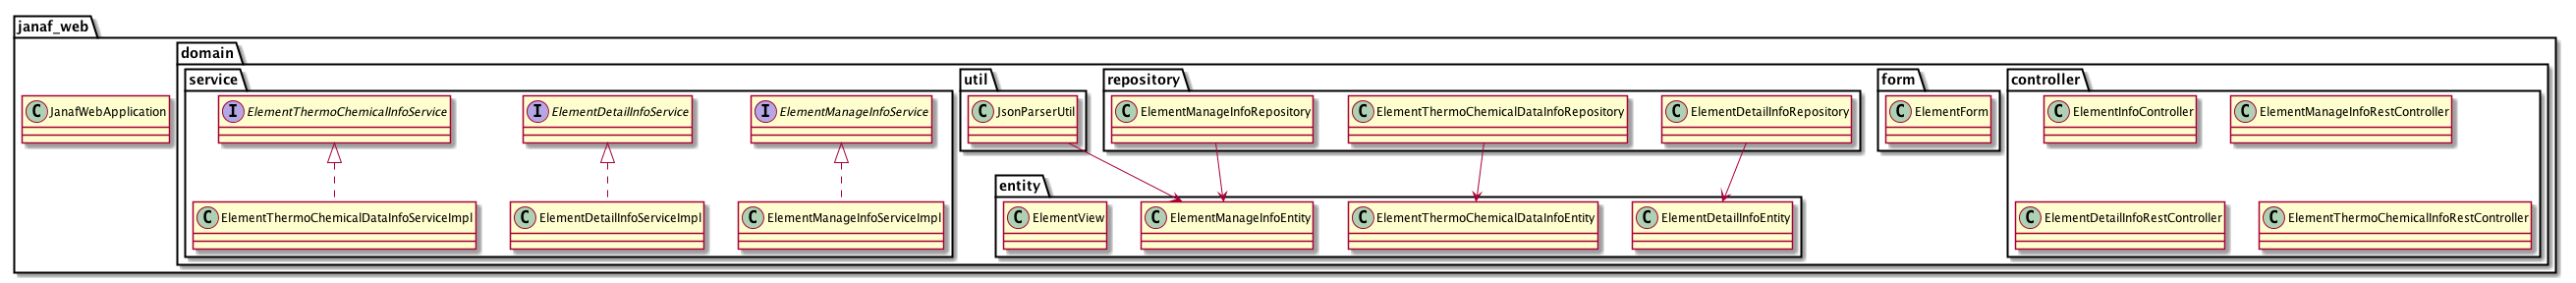 janaf_web
domain
service
util
repository
form
controller
C JanafWebApplication
I ElementThermoChemicalInfoService
I ElementDetailInfoService
I ElementManageInfoService
C JsonParserUtil
C ElementManageInfoRepository
C ElementThermoChemicalDataInfoRepository
C ElementDetailInfoRepository
C ElementForm
C ElementInfoController
C ElementManageInfoRestController
entity
C ElementThermoChemicalDataInfoServiceImpl
C ElementDetailInfoServiceImpl
C ElementManageInfoServiceImpl
C ElementView
C ElementManageInfoEntity
C ElementThermoChemicalDataInfoEntity
C ElementDetailInfoEntity
C ElementDetailInfoRestController
C ElementThermoChemicalInfoRestController